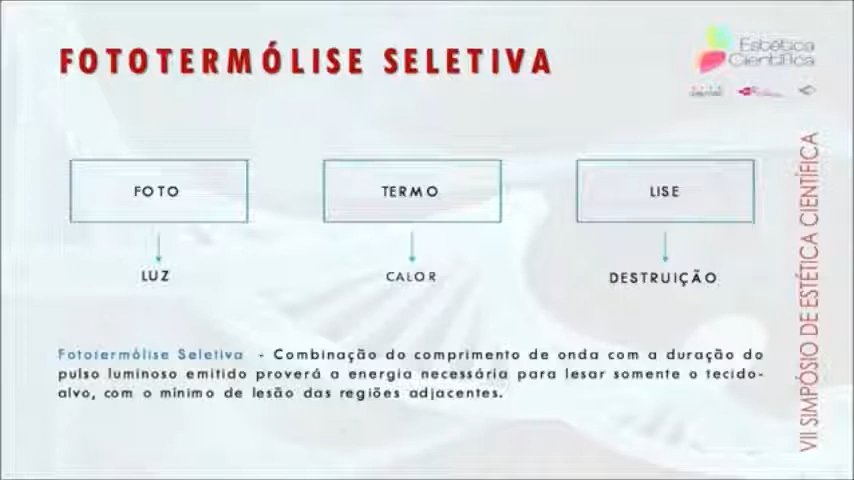 FOTOTERMÓLISE SELETIVA
Estética
Científica
FOTO
TERMO
LISE
LUZ
CALOR
DESTRUIÇÃO
Fototermólise Seletiva - Combinação do comprimento de onda com a duração do
pulso luminoso emitido proverá a energia necessária para lesar somente o tecido-
alvo, com o mínimo de lesão das regiões adjacentes.
VII SIMPÓSIO DE ESTÉTICA CIENTÍFICA